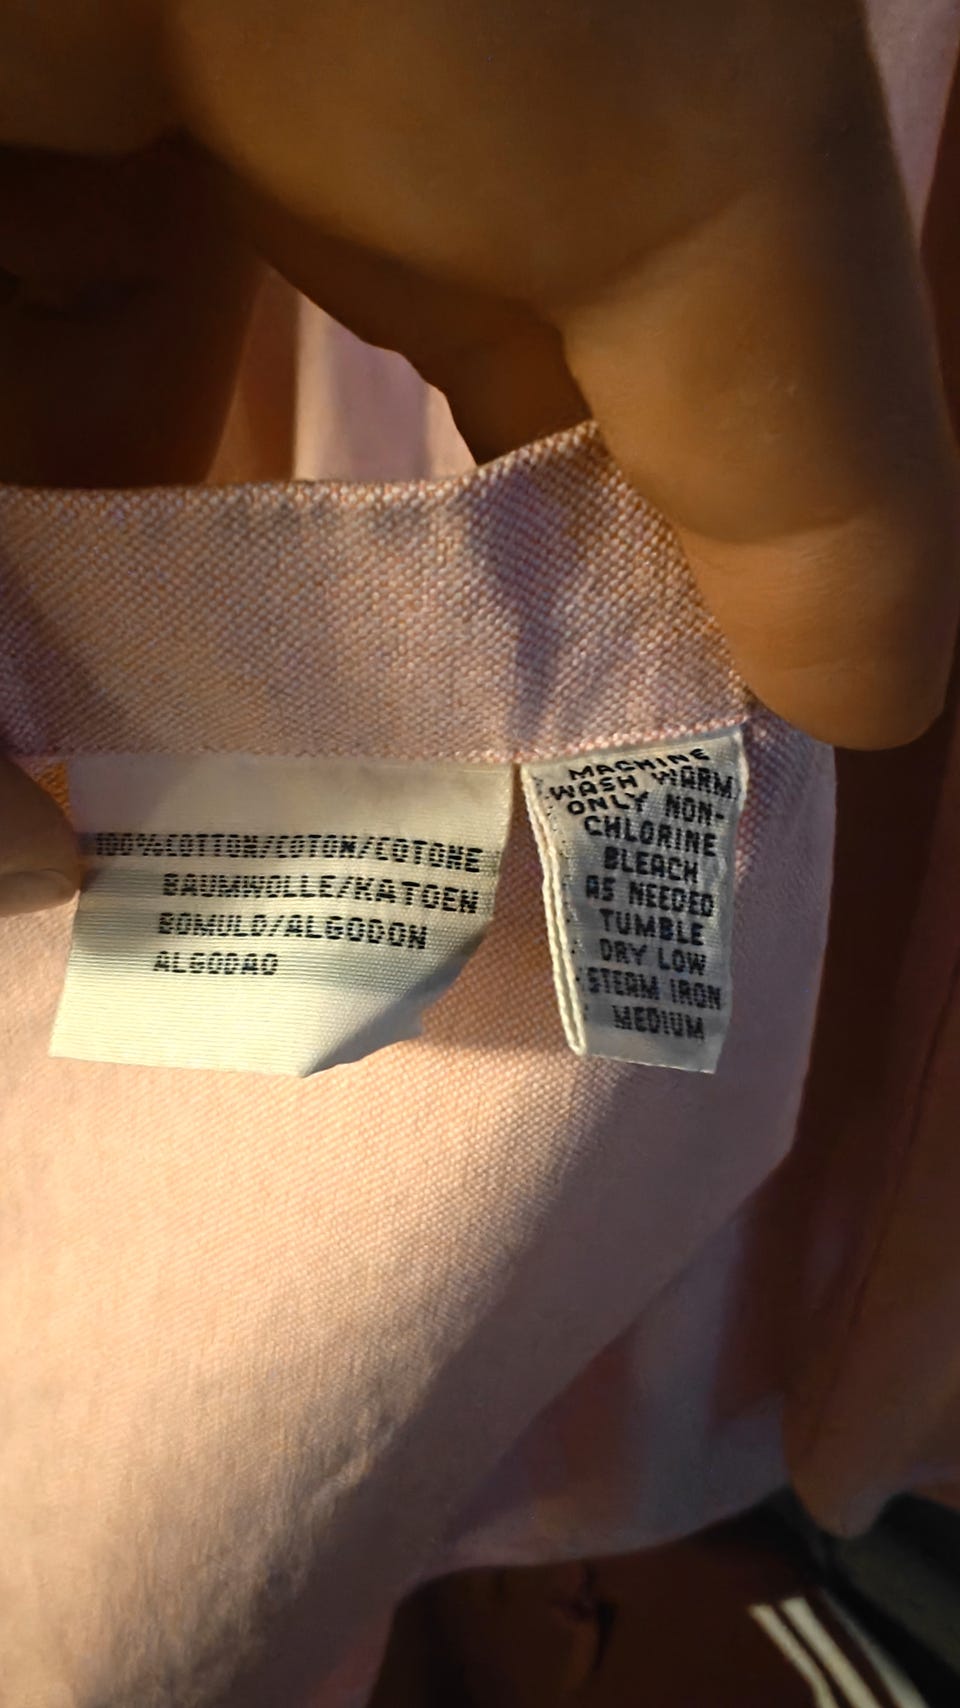 100%COTTON/COTON/COTONE
BAUMWOLLE/KATOEN
BOMULD/ALGODON
ALGODAO
MACHINE
WASH WARM
ONLY NON-
CHLORINE
BLEACH
AS NEEDED
TUMBLE
DRY LOW
STEAM IRON
MEDIUM